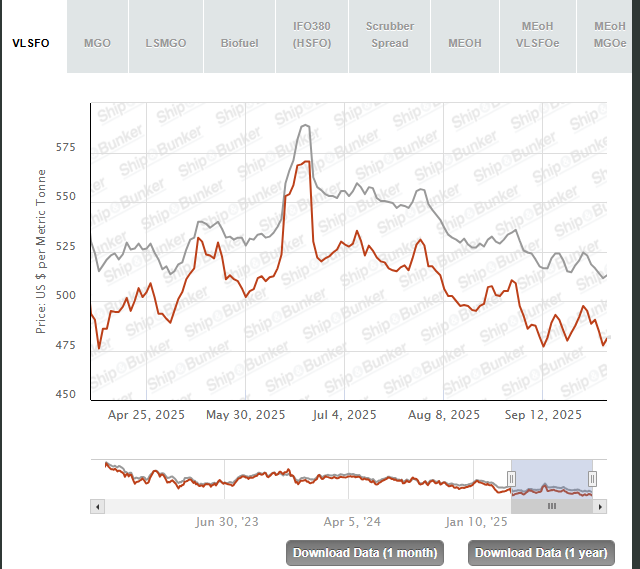 VLSFO
MGO
LSMGO
Biofuel
IFO380
(HSFO)
Scrubber
Spread
MEOH
MEOH
VLSFOe
MEOH
MGOe
Price: US $ per Metric Tonne
575
550
525
500
475
450
Ship & Bunker
Apr 25, 2025
May 30, 2025
Jul 4, 2025
Aug 8, 2025
Sep 12, 2025
Jun 30, '23
Apr 5, '24
Jan 10, '25
Download Data (1 month)
Download Data (1 year)